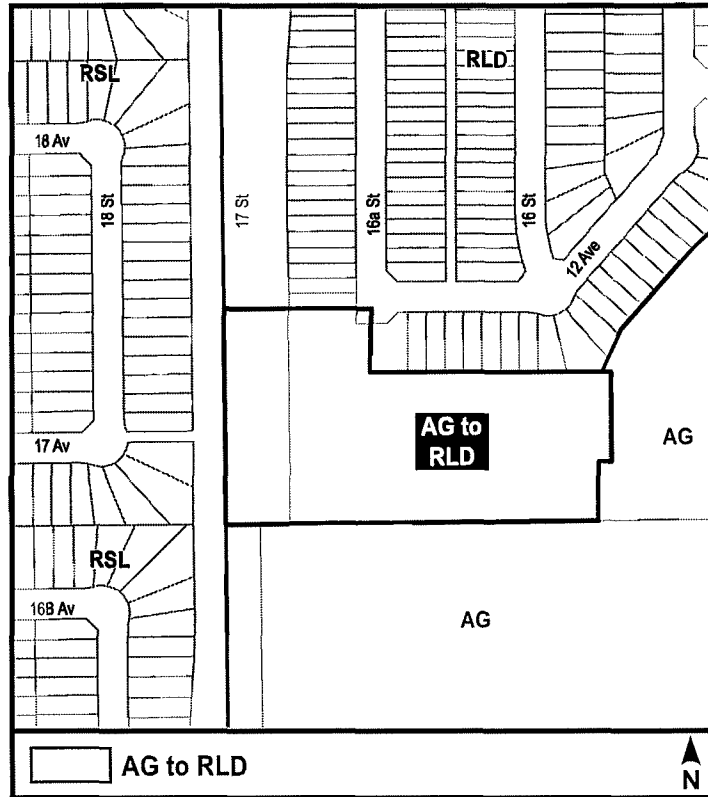 RSL
RLD
18 Av
18 St
17 St
16a St
16 St
12 Ave
AG to
RLD
AG
17 Av
RSL
16B Av
AG
AG to RLD
N